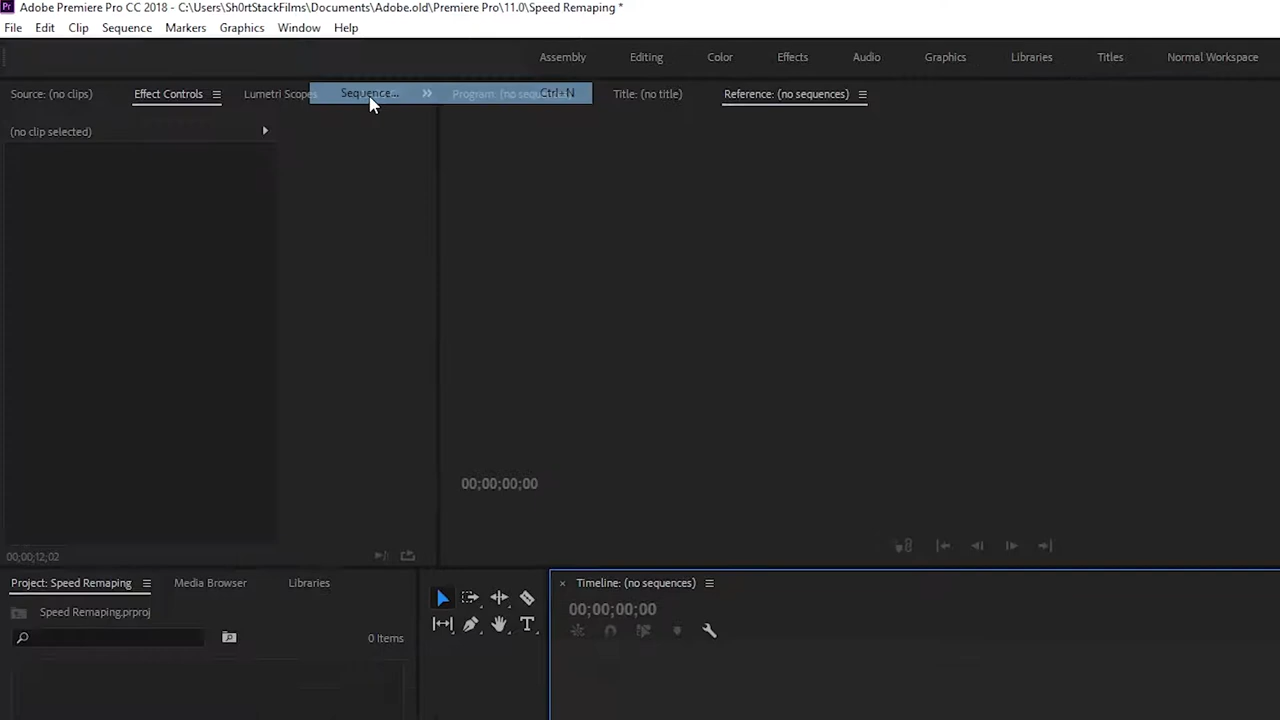 Pr Adobe Premiere Pro CC 2018 - C:\Users\Sh0rtStackFilms\Documents\Adobe.old\Premiere Pro\11.0\Speed Remaping *
File Edit Clip Sequence Markers Graphics Window Help
Assembly Editing Color Effects Audio Graphics Libraries Titles Normal Workspace
Source: (no clips) Effect Controls Lumetri Scopes Sequence... Program: (no sequences) Ctrl+N Title: (no title) Reference: (no sequences)
(no clip selected)
00;00;00;00
00;00;12;02
Project: Speed Remaping Media Browser Libraries Timeline: (no sequences)
Speed Remaping.prproj 00;00;00;00
0 Items